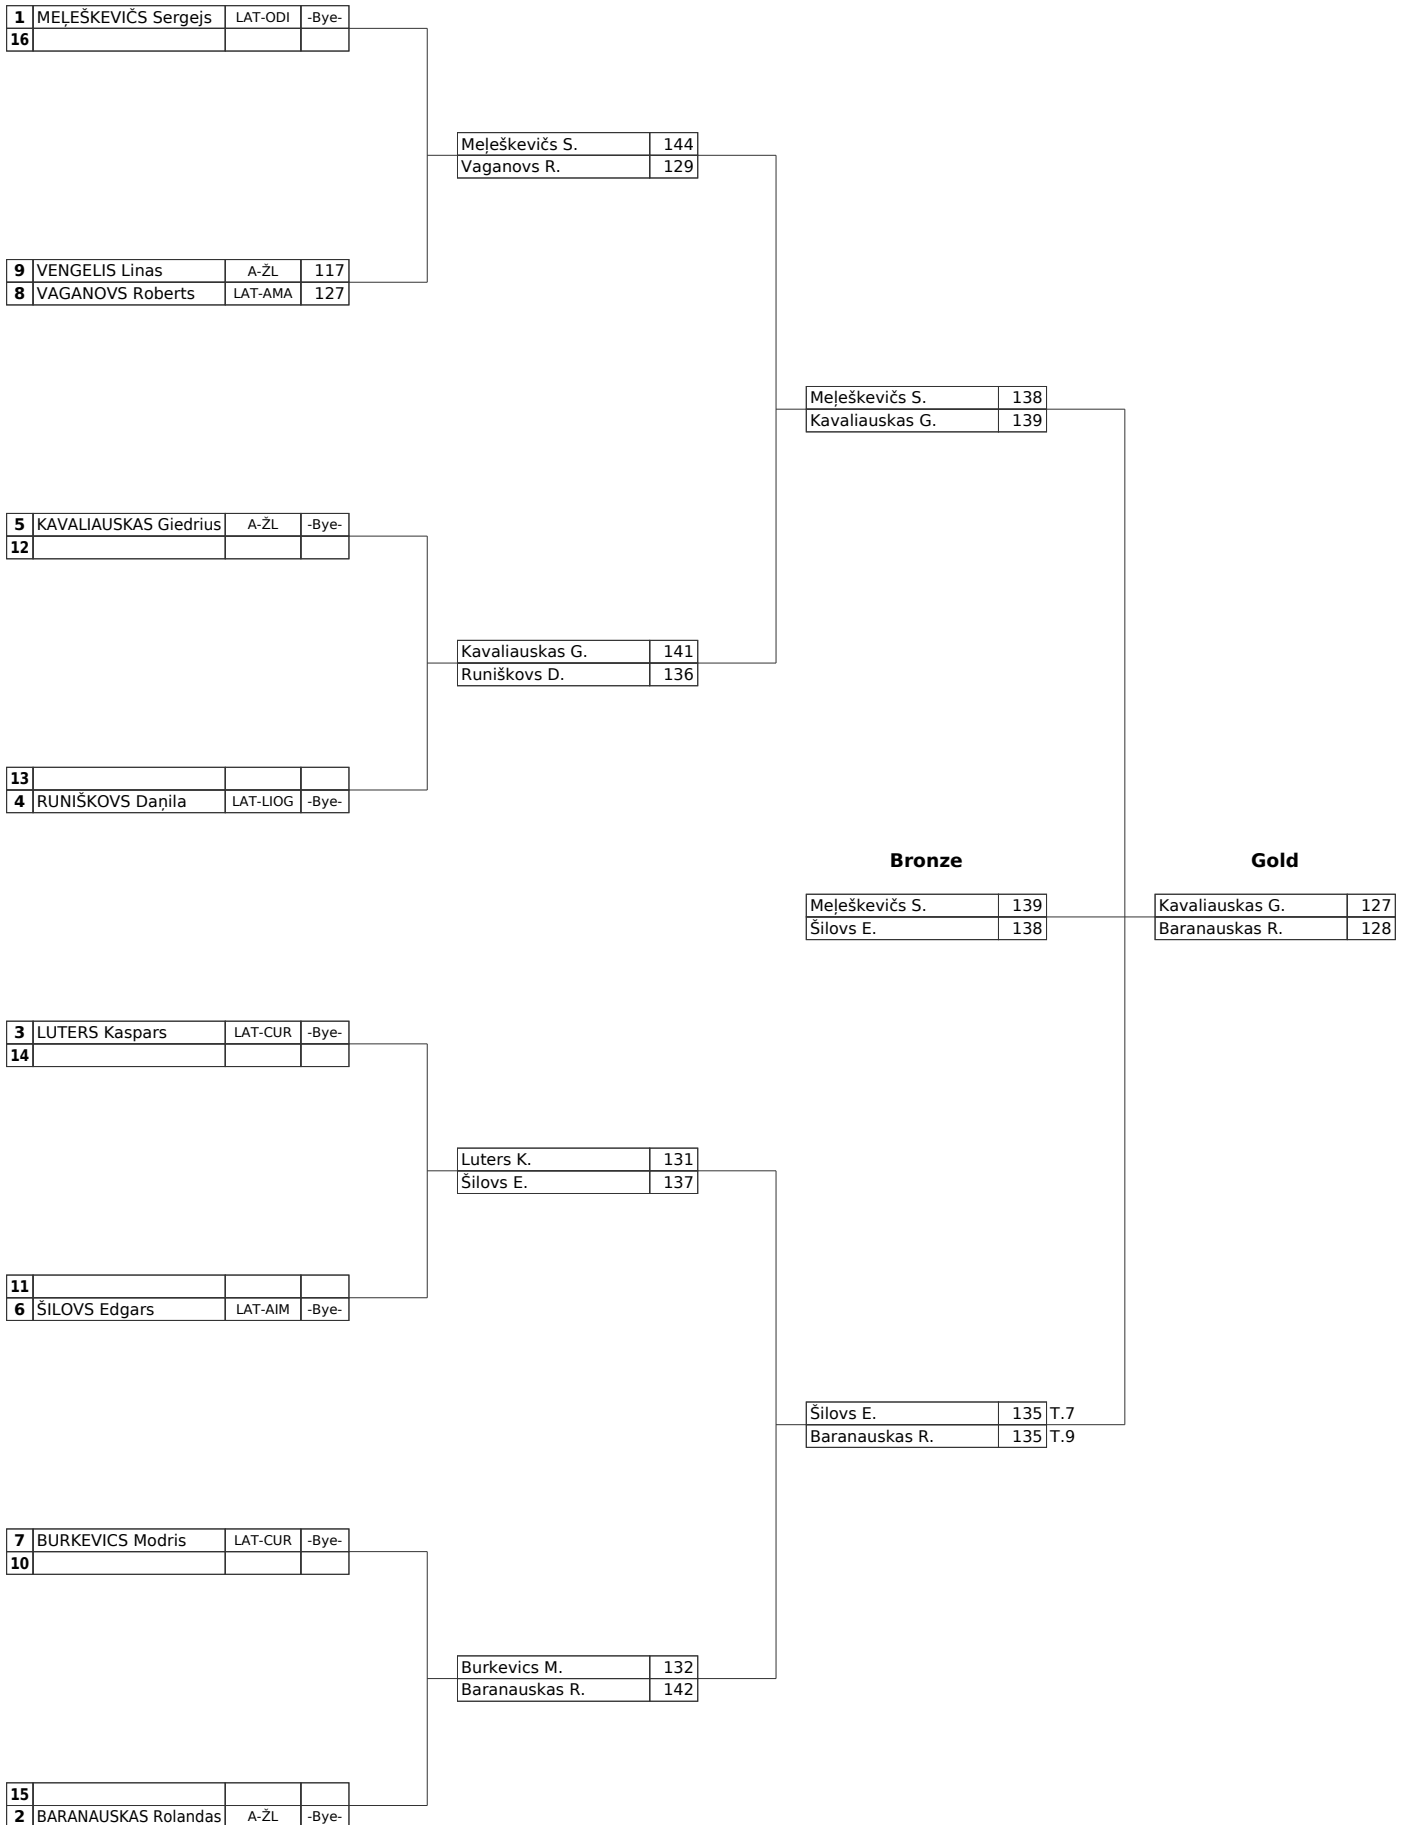 1 MEĻEŠKEVIČS Sergejs LAT-ODI -Bye-
16
Meļeškevičs S. 144
Vaganovs R. 129
9 VENGELIS Linas A-ŽL 117
8 VAGANOVS Roberts LAT-AMA 127
Meļeškevičs S. 138
Kavaliauskas G. 139
5 KAVALIAUSKAS Giedrius A-ŽL -Bye-
12
Kavaliauskas G. 141
Runiškovs D. 136
13
4 RUNIŠKOVS Daņila LAT-LIOG -Bye-
Bronze Gold
Meļeškevičs S. 139 Kavaliauskas G. 127
Šilovs E. 138 Baranauskas R. 128
3 LUTERS Kaspars LAT-CUR -Bye-
14
Luters K. 131
Šilovs E. 137
11
6 ŠILOVS Edgars LAT-AIM -Bye-
Šilovs E. 135 T.7
Baranauskas R. 135 T.9
7 BURKEVICS Modris LAT-CUR -Bye-
10
Burkevics M. 132
Baranauskas R. 142
15
2 BARANAUSKAS Rolandas A-ŽL -Bye-